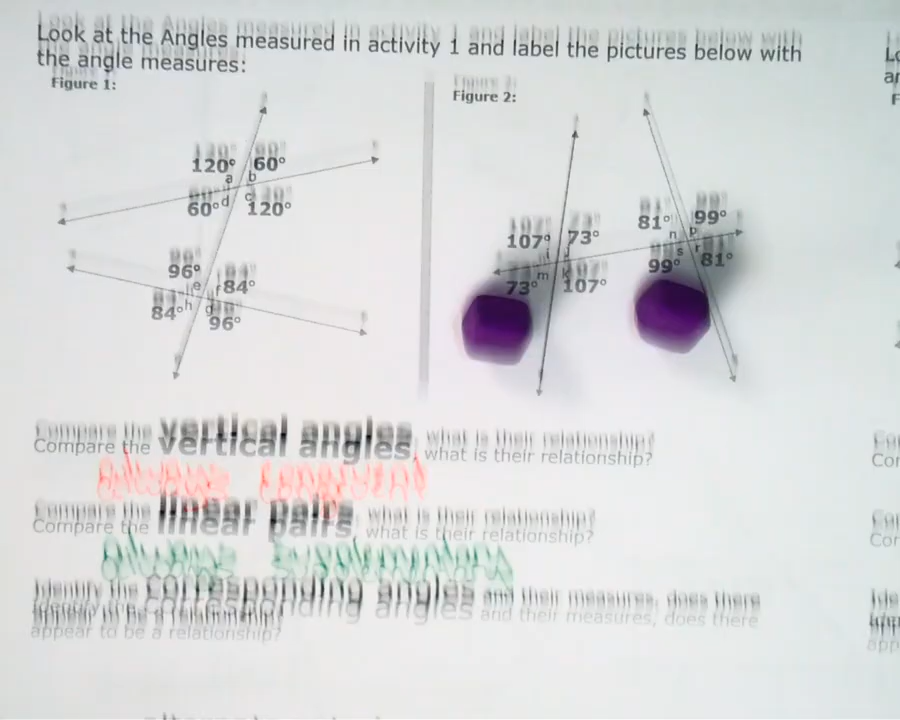 Look at the Angles measured in activity 1 and label the pictures below with
the angle measures:
Figure 1:
Figure 2:
120° 60°
a b
60° d c 120°
96°
e f 84°
84° h g
96°
107° 73°
i j
m k
73° 107°
81° 99°
n p
s r
99° 81°
Compare the vertical angles, what is their relationship?
always congruent
Compare the linear pairs, what is their relationship?
always supplementary
Identify the corresponding angles and their measures, does there
appear to be a relationship?